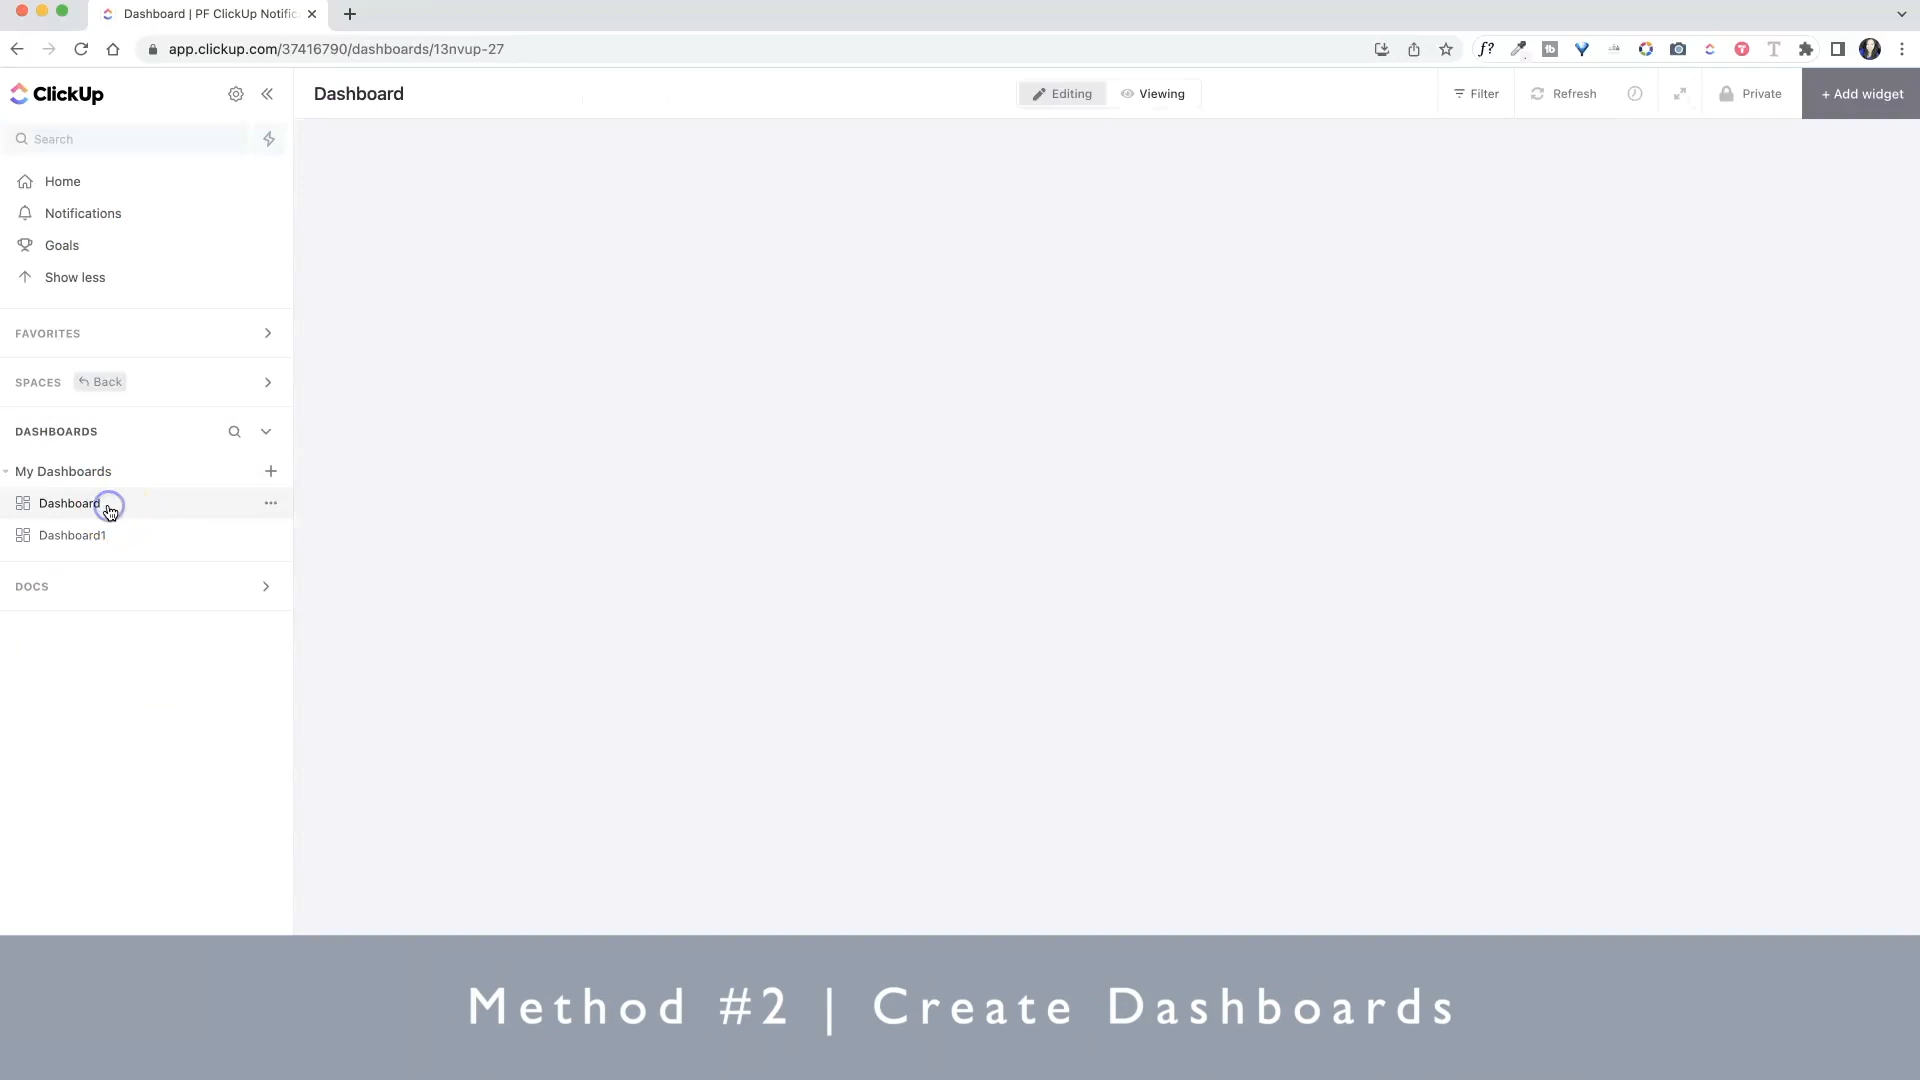 Dashboard | PF ClickUp Notific
app.clickup.com/37416790/dashboards/13nvup-27
ClickUp
Dashboard
Editing
Viewing
Filter
Refresh
Private
+ Add widget
Search
Home
Notifications
Goals
Show less
FAVORITES
SPACES
Back
DASHBOARDS
My Dashboards
Dashboard
Dashboard1
DOCS
Method #2 | Create Dashboards